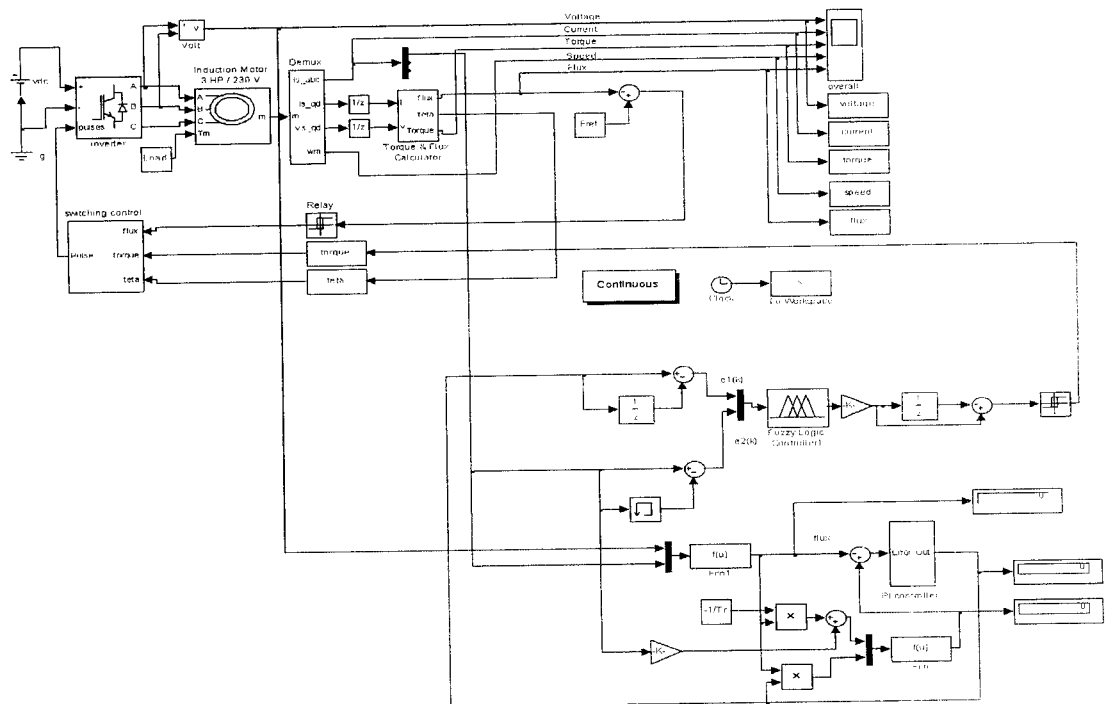 Voltage
Current
Torque
Speed
Flux
overall
voltage
current
torque
speed
flux
vdc
g
+
-
pulses
A
B
C
inverter
v
Volt
Induction Motor
3 HP / 230 V
A
B
C
Tm
m
Load
Demux
is_abc
is_qd
vs_qd
wm
m
1/z
1/z
I
V
flux
teta
Torque
Torque & Flux
Calculator
Fref
switching control
flux
torque
teta
Pulse
Relay
torque
teta
Continuous
Clock
To Workspace
1
z
e1(k)
e2(k)
Fuzzy Logic
Controller1
-K-
1
z
f(u)
Fcn1
flux
Error Out
PI controller
0
0
0
-1/Tr
×
×
-K-
f(u)
Fcn